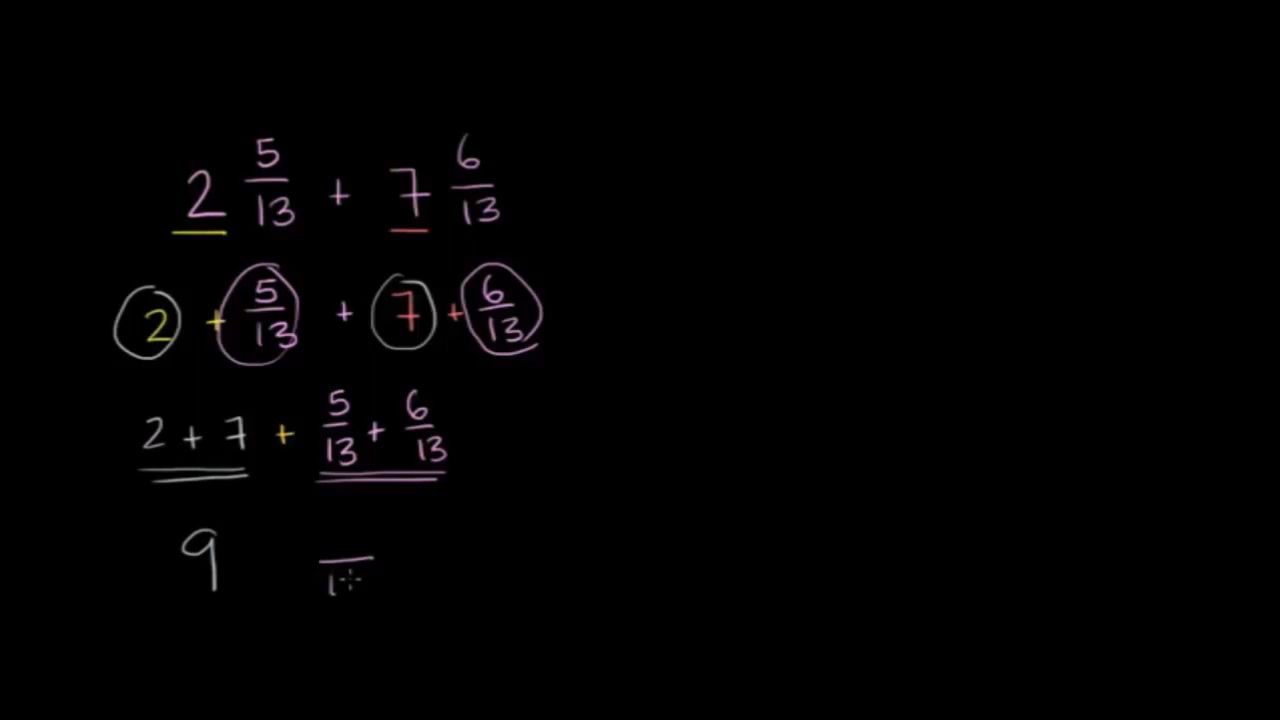 2 5/13 + 7 6/13
2 + 5/13 + 7 + 6/13
2 + 7 + 5/13 + 6/13
9 /1